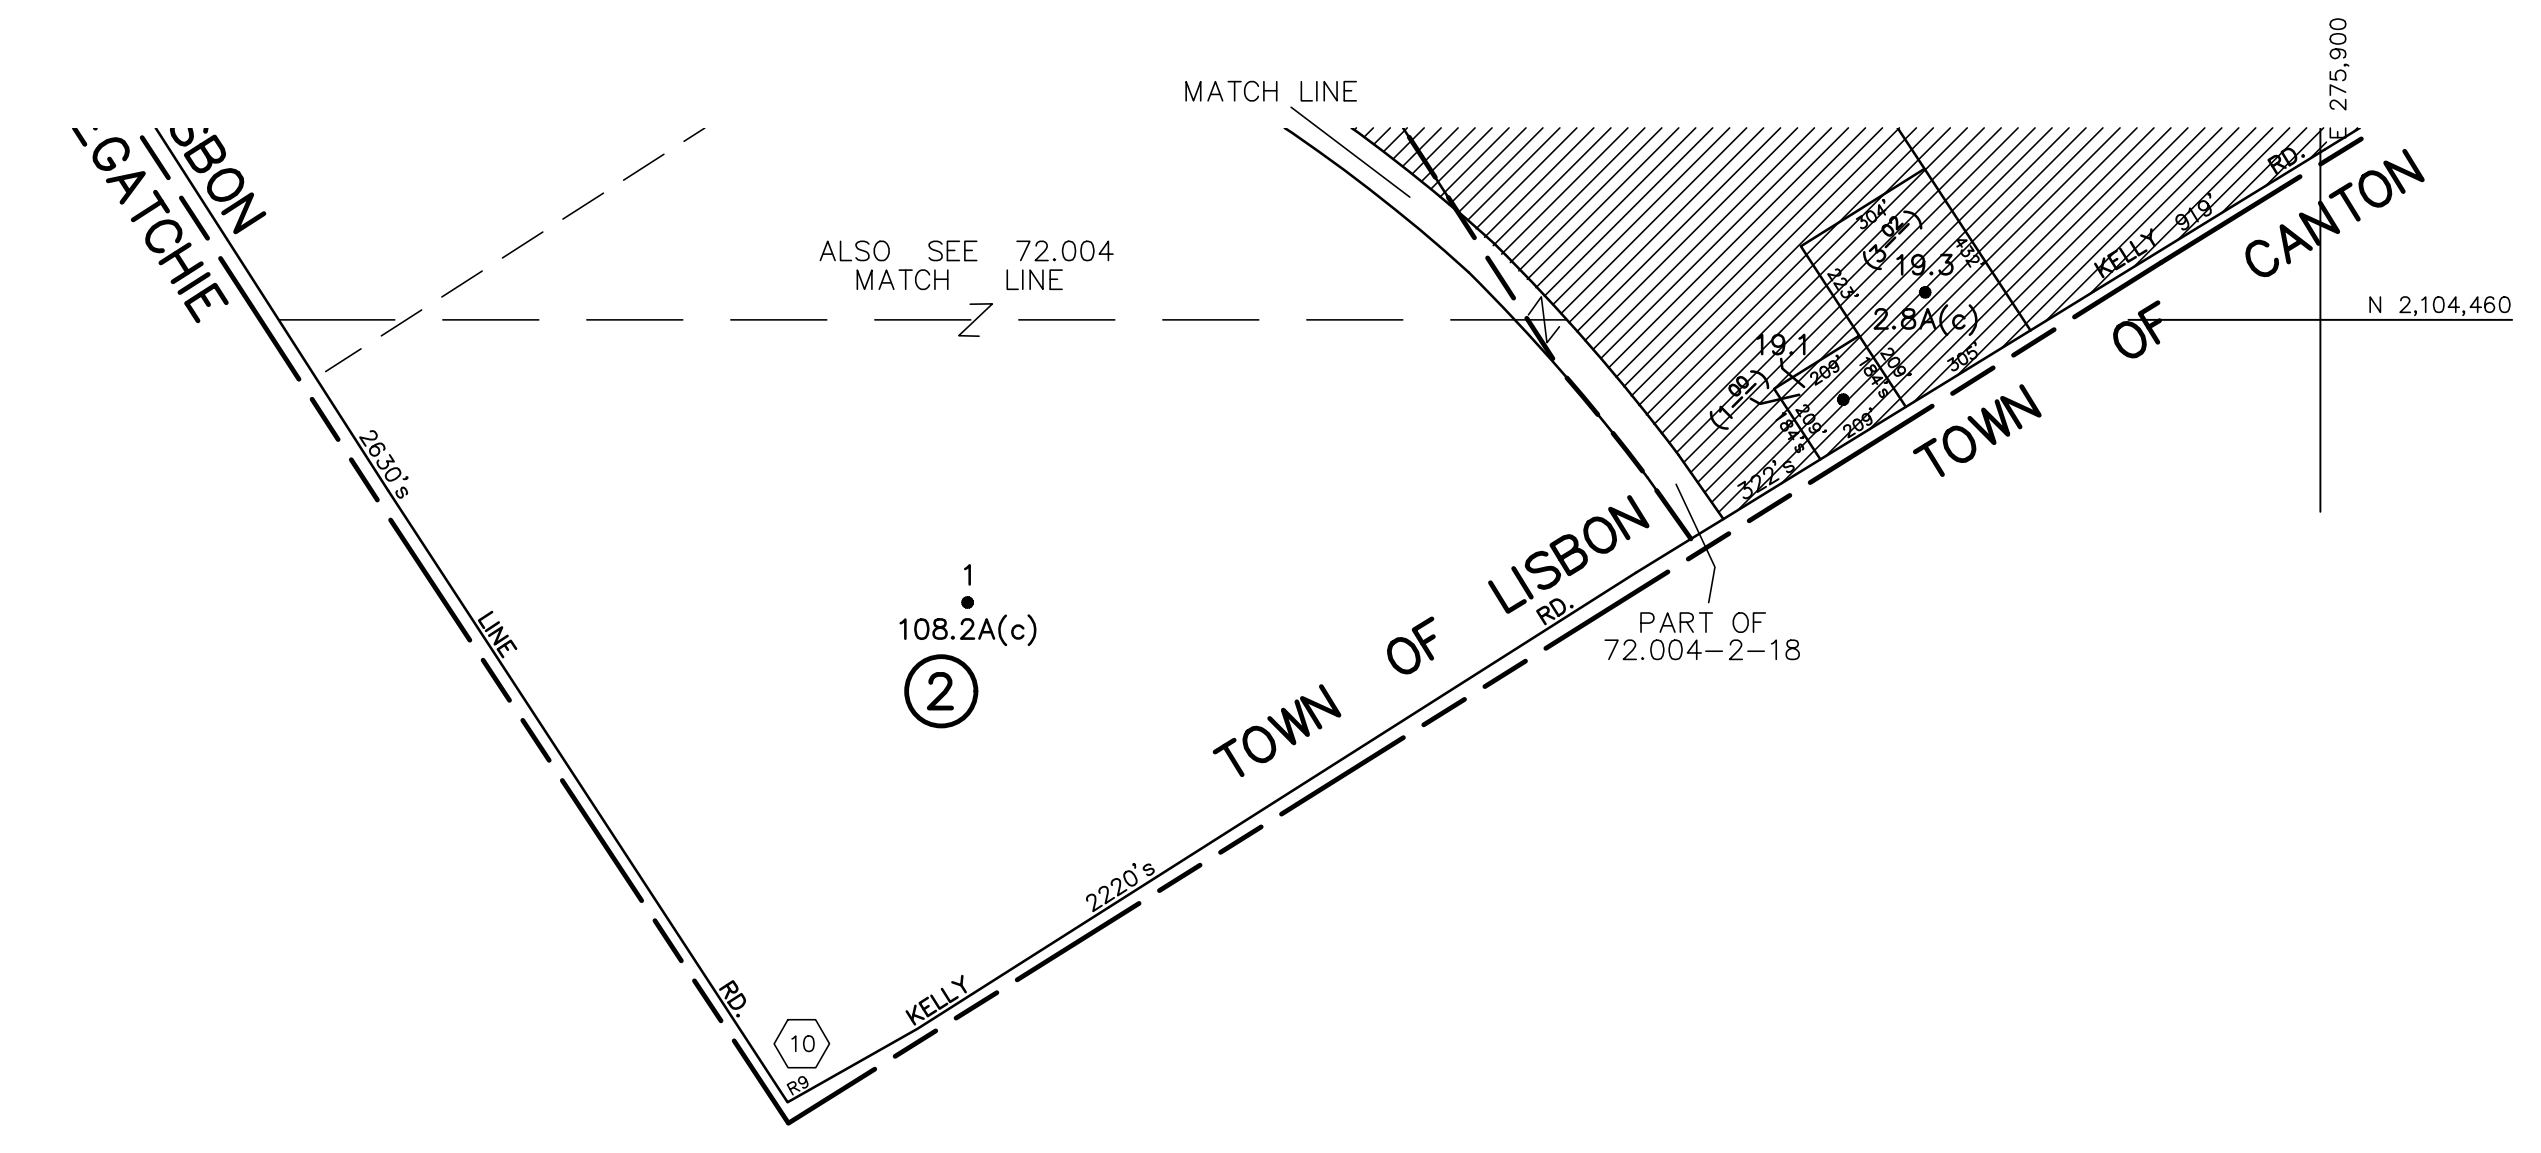 MATCH LINE
E 275,900
SBON
GATCHIE
ALSO SEE 72.004
MATCH LINE
N 2,104,460
RD.
KELLY 919'
TOWN OF CANTON
304'
(3-02)
19.3
432'
223'
2.8A(c)
19.1
209'
(1-00)
184's
209'
305'
209'
184's
209'
322's
2630's
LINE
RD.
1
108.2A(c)
2
TOWN OF LISBON
RD.
PART OF
72.004-2-18
2220's
KELLY
10
R9